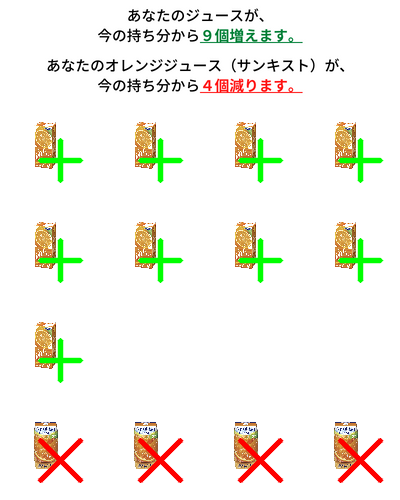 あなたのジュースが、
今の持ち分から９個増えます。
あなたのオレンジジュース（サンキスト）が、
今の持ち分から４個減ります。